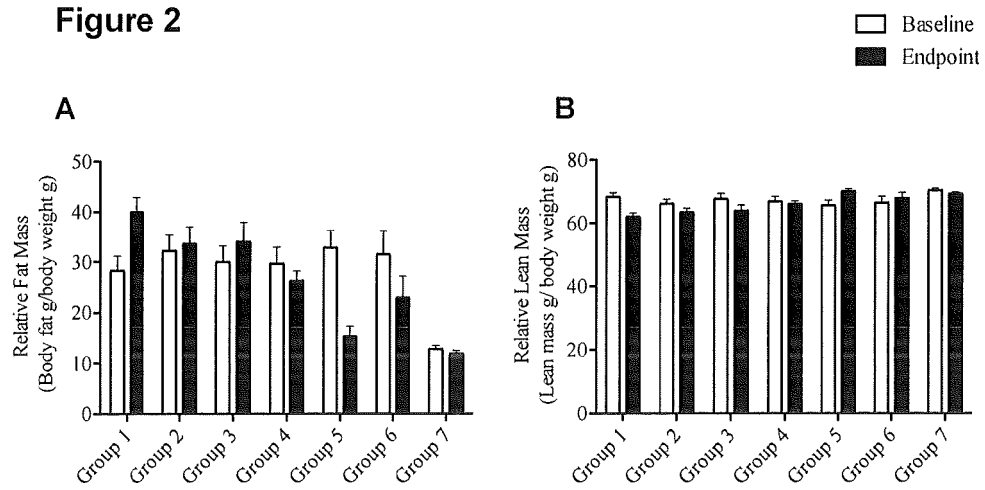 Figure 2
Baseline
Endpoint
A
Relative Fat Mass
(Body fat g/body weight g)
50
40
30
20
10
0
Group 1
Group 2
Group 3
Group 4
Group 5
Group 6
Group 7
B
Relative Lean Mass
(Lean mass g/ body weight g)
80
60
40
20
0
Group 1
Group 2
Group 3
Group 4
Group 5
Group 6
Group 7